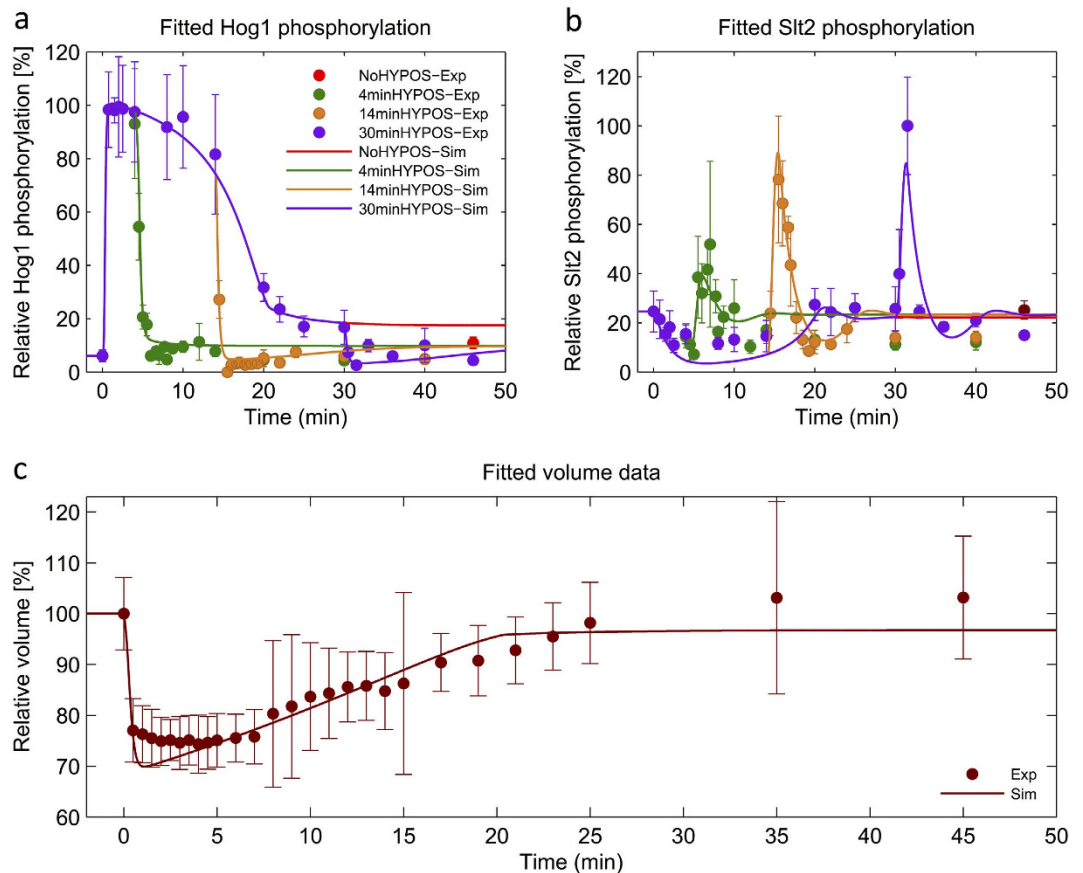 a
Fitted Hog1 phosphorylation
Relative Hog1 phosphorylation [%]
120
100
80
60
40
20
0
NoHYPOS−Exp
4minHYPOS−Exp
14minHYPOS−Exp
30minHYPOS−Exp
NoHYPOS−Sim
4minHYPOS−Sim
14minHYPOS−Sim
30minHYPOS−Sim
0 10 20 30 40 50
Time (min)
b
Fitted Slt2 phosphorylation
Relative Slt2 phosphorylation [%]
120
100
80
60
40
20
0
0 10 20 30 40 50
Time (min)
c
Fitted volume data
Relative volume [%]
120
110
100
90
80
70
60
Exp
Sim
0 5 10 15 20 25 30 35 40 45 50
Time (min)